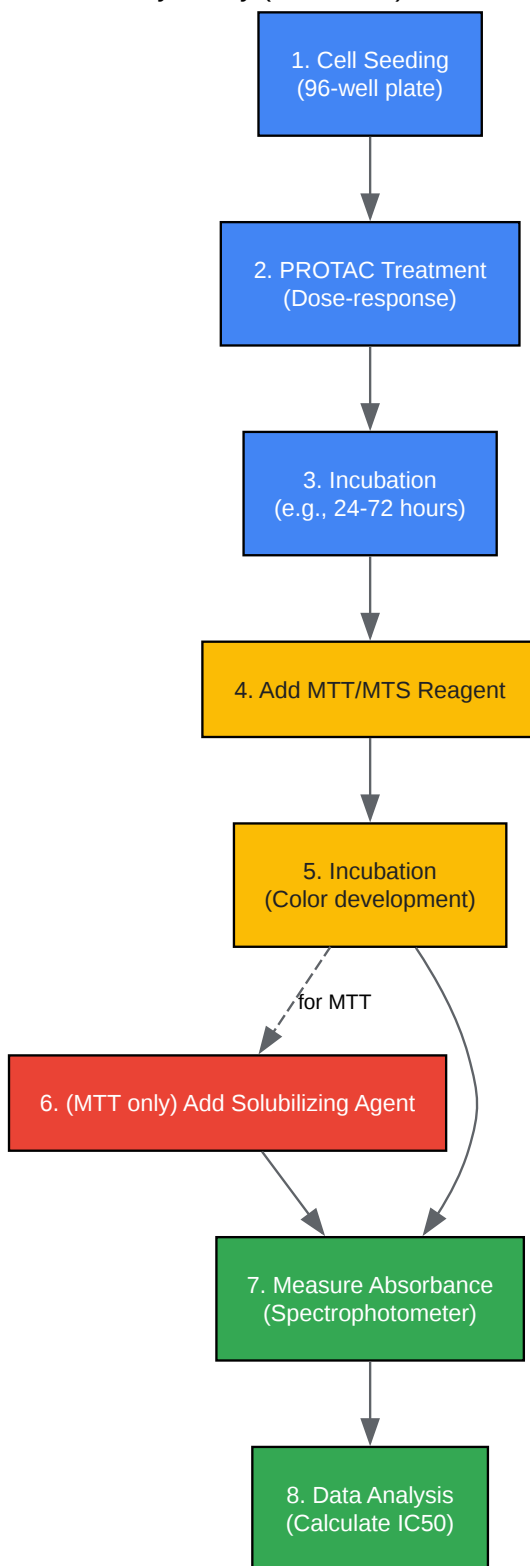 1. Cell Seeding
(96-well plate)
2. PROTAC Treatment
(Dose-response)
3. Incubation
(e.g., 24-72 hours)
4. Add MTT/MTS Reagent
5. Incubation
(Color development)
for MTT
6. (MTT only) Add Solubilizing Agent
7. Measure Absorbance
(Spectrophotometer)
8. Data Analysis
(Calculate IC50)